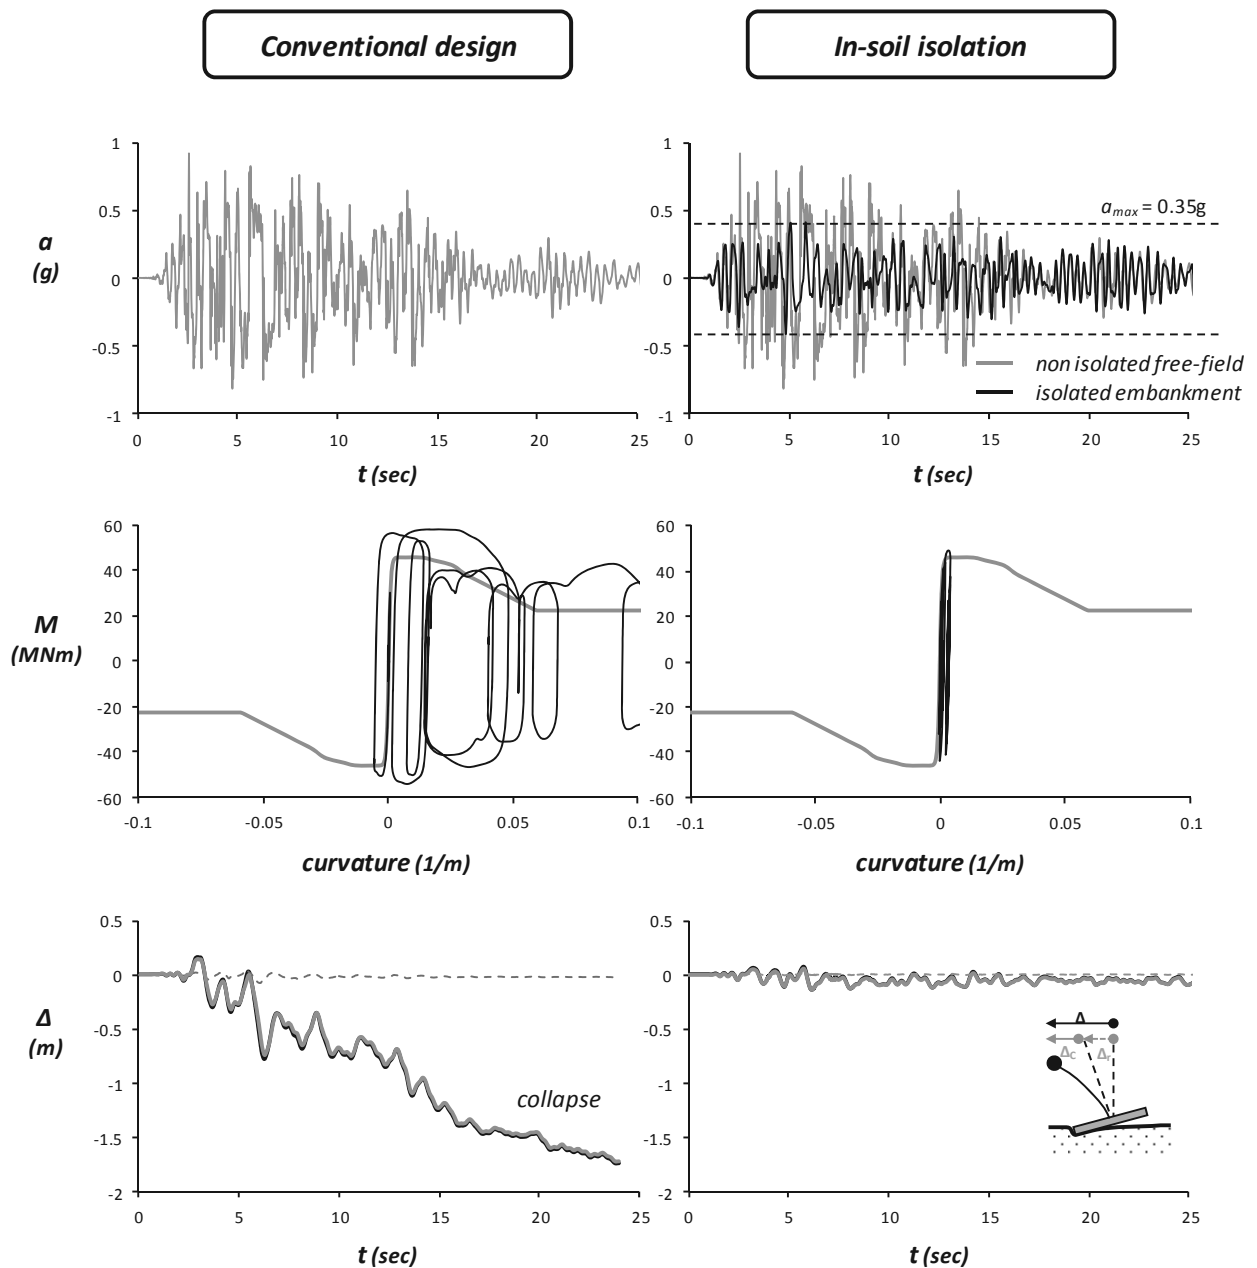 Conventional design
In-soil isolation
1
0.5
0
-0.5
-1
a
(g)
0 5 10 15 20 25
t (sec)
1
0.5
0
-0.5
-1
a_max = 0.35g
non isolated free-field
isolated embankment
0 5 10 15 20 25
t (sec)
60
40
20
0
-20
-40
-60
M
(MNm)
-0.1 -0.05 0 0.05 0.1
curvature (1/m)
60
40
20
0
-20
-40
-60
-0.1 -0.05 0 0.05 0.1
curvature (1/m)
0.5
0
-0.5
-1
-1.5
-2
Δ
(m)
collapse
0 5 10 15 20 25
t (sec)
0.5
0
-0.5
-1
-1.5
-2
Δ
Δc Δr
0 5 10 15 20 25
t (sec)